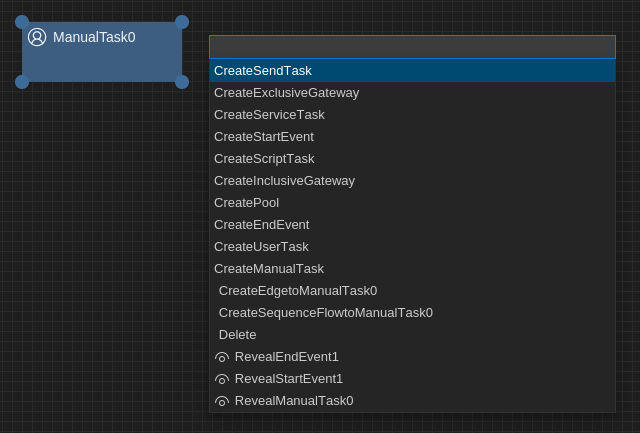 ManualTask0
CreateSendTask
CreateExclusiveGateway
CreateServiceTask
CreateStartEvent
CreateScriptTask
CreateInclusiveGateway
CreatePool
CreateEndEvent
CreateUserTask
CreateManualTask
CreateEdgetoManualTask0
CreateSequenceFlowtoManualTask0
Delete
RevealEndEvent1
RevealStartEvent1
RevealManualTask0